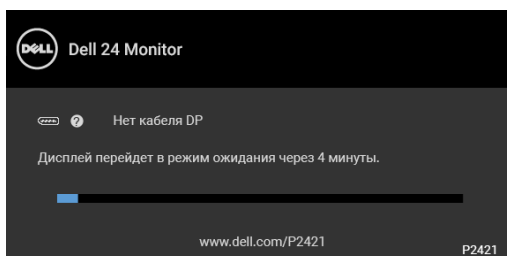 DELL Dell 24 Monitor
? Нет кабеля DP
Дисплей перейдет в режим ожидания через 4 минуты.
www.dell.com/P2421
P2421